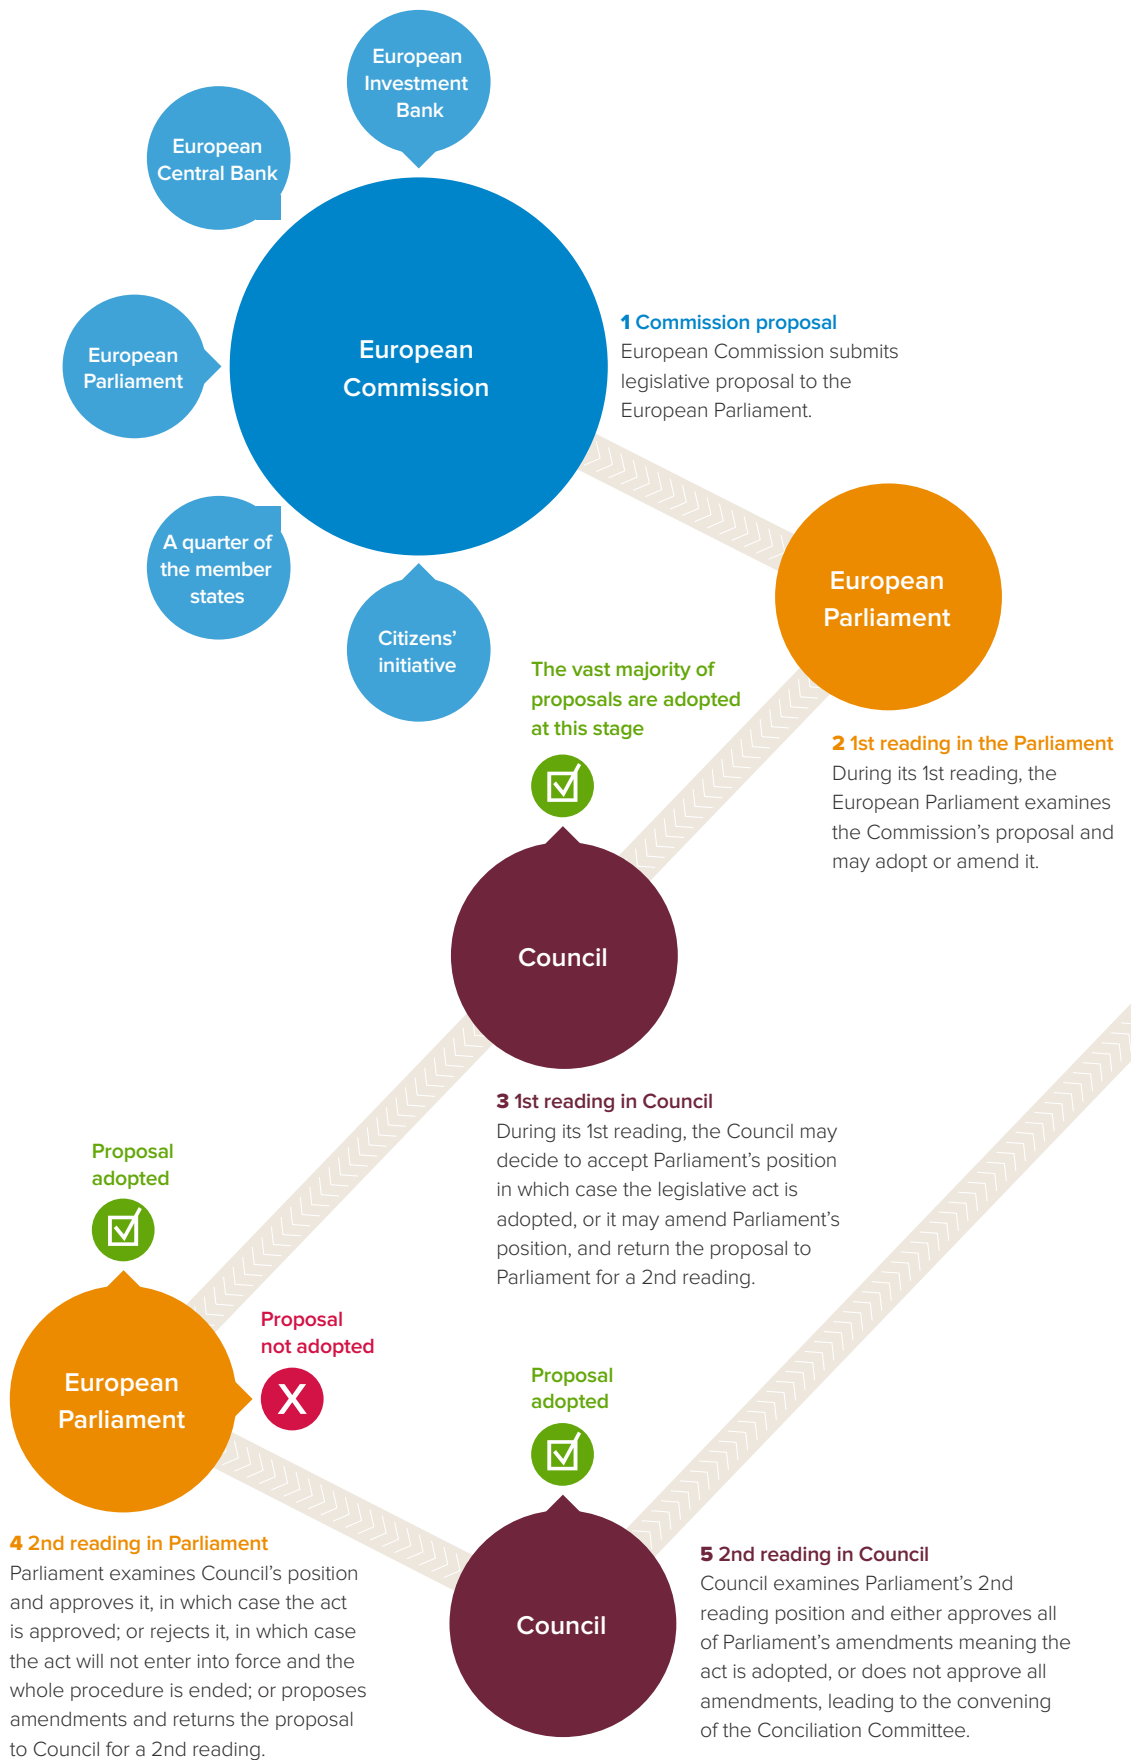 European
Investment
Bank
European
Central Bank
European
Parliament
European
Commission
A quarter of
the member
states
Citizens’
initiative
1 Commission proposal
European Commission submits
legislative proposal to the
European Parliament.
European
Parliament
2 1st reading in the Parliament
During its 1st reading, the
European Parliament examines
the Commission’s proposal and
may adopt or amend it.
The vast majority of
proposals are adopted
at this stage
Council
3 1st reading in Council
During its 1st reading, the Council may
decide to accept Parliament’s position
in which case the legislative act is
adopted, or it may amend Parliament’s
position, and return the proposal to
Parliament for a 2nd reading.
Proposal
adopted
Proposal
not adopted
X
European
Parliament
4 2nd reading in Parliament
Parliament examines Council’s position
and approves it, in which case the act
is approved; or rejects it, in which case
the act will not enter into force and the
whole procedure is ended; or proposes
amendments and returns the proposal
to Council for a 2nd reading.
Proposal
adopted
Council
5 2nd reading in Council
Council examines Parliament’s 2nd
reading position and either approves all
of Parliament’s amendments meaning the
act is adopted, or does not approve all
amendments, leading to the convening
of the Conciliation Committee.